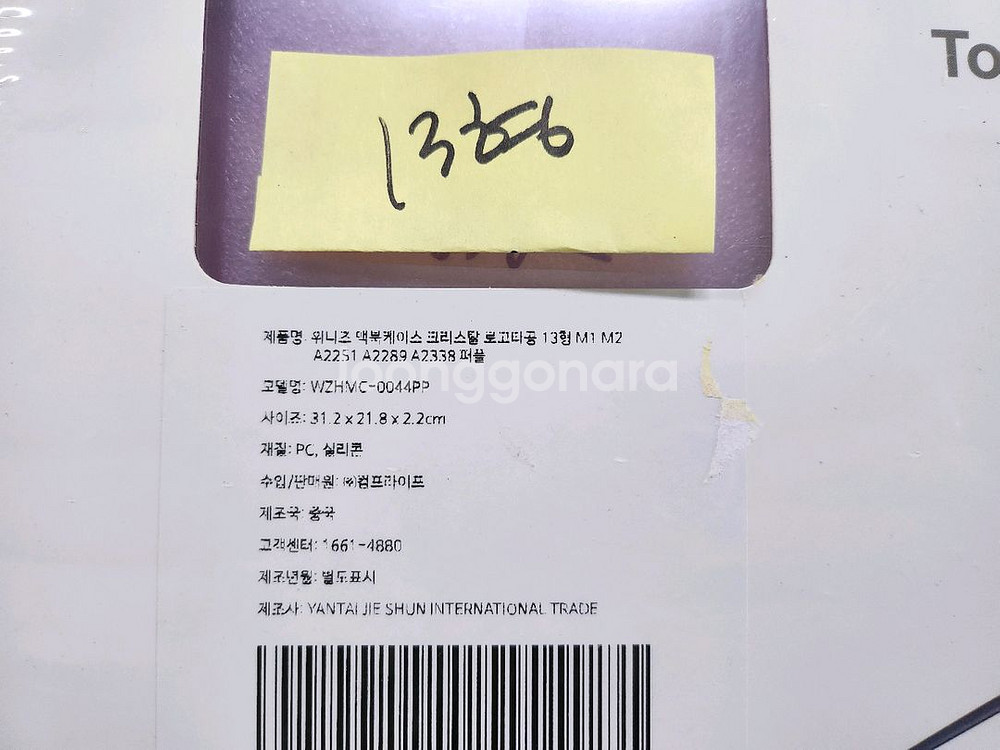 To
제품명: 위니즈 맥북케이스 크리스탈 로고타공 13형 M1 M2
A2251 A2289 A2338 퍼플
joonggonara
모델명: WZHMC-0044PP
사이즈: 31.2 x 21.8 x 2.2cm
재질: PC, 실리콘
수입/판매원: ㈜컴프라이프
제조국: 중국
고객센터: 1661-4880
제조년월: 별도표시
제조사: YANTAI JIE SHUN INTERNATIONAL TRADE